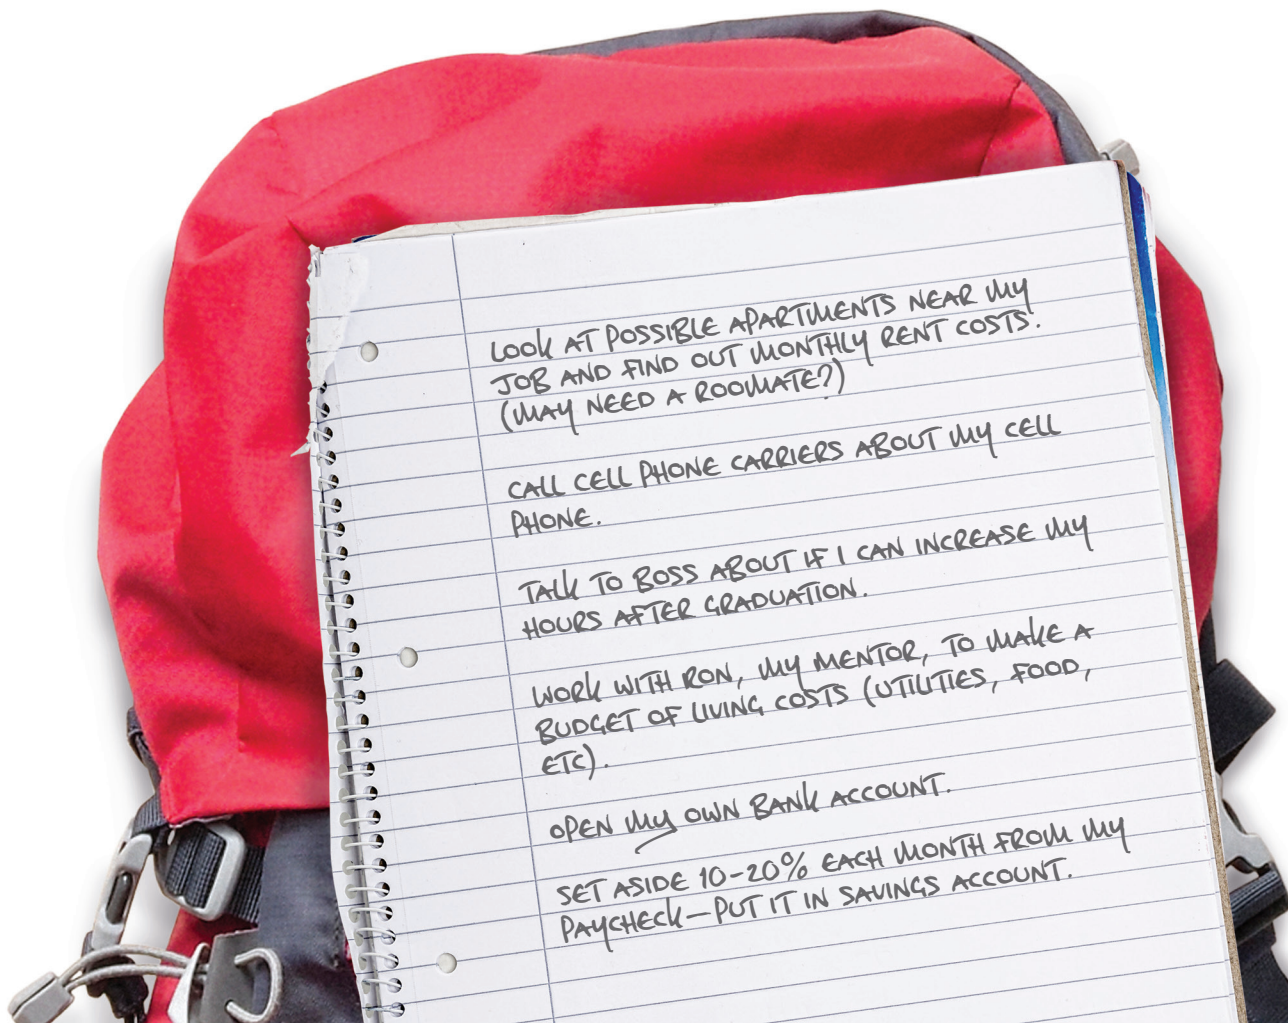 LOOK AT POSSIBLE APARTMENTS NEAR MY
JOB AND FIND OUT MONTHLY RENT COSTS.
(MAY NEED A ROOMATE?)
CALL CELL PHONE CARRIERS ABOUT MY CELL
PHONE.
TALK TO BOSS ABOUT IF I CAN INCREASE MY
HOURS AFTER GRADUATION.
WORK WITH RON, MY MENTOR, TO MAKE A
BUDGET OF LIVING COSTS (UTILITIES, FOOD,
ETC).
OPEN MY OWN BANK ACCOUNT.
SET ASIDE 10-20% EACH MONTH FROM MY
PAYCHECK—PUT IT IN SAVINGS ACCOUNT.